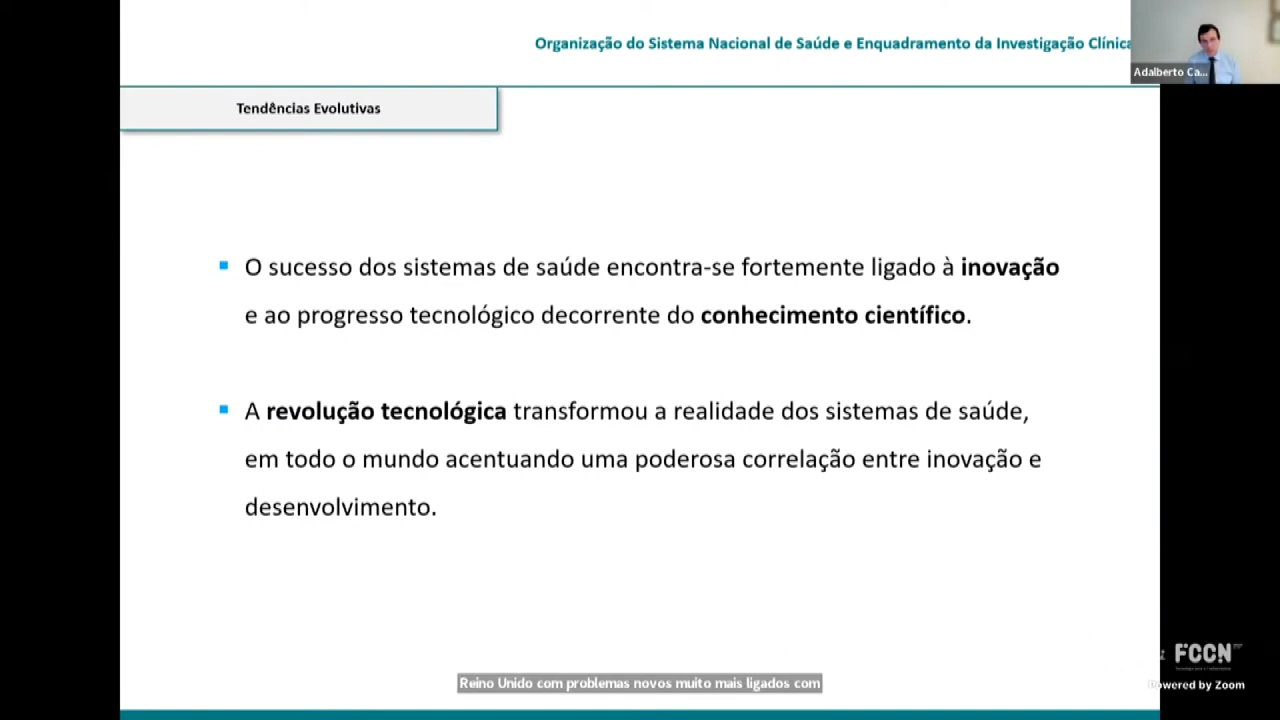 Organização do Sistema Nacional de Saúde e Enquadramento da Investigação Clínica
Adalberto Ca...
Tendências Evolutivas
O sucesso dos sistemas de saúde encontra-se fortemente ligado à inovação
e ao progresso tecnológico decorrente do conhecimento científico.
A revolução tecnológica transformou a realidade dos sistemas de saúde,
em todo o mundo acentuando uma poderosa correlação entre inovação e
desenvolvimento.
FCCN
Reino Unido com problemas novos muito mais ligados com
Powered by Zoom